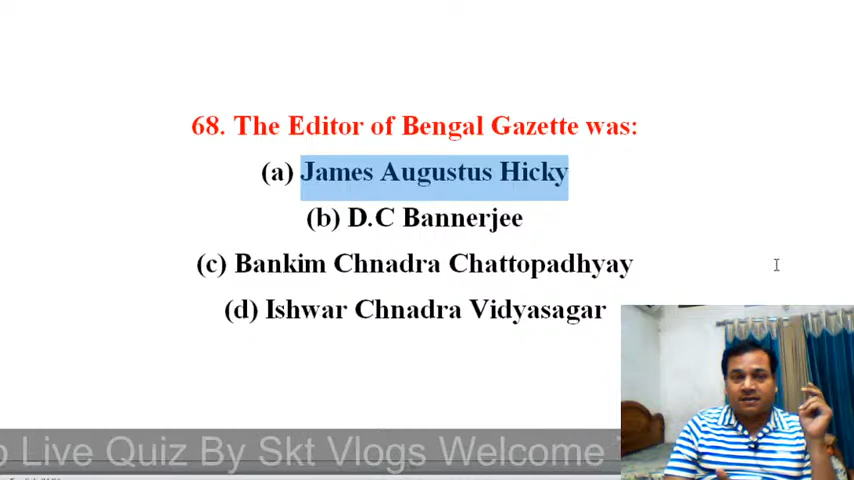 68. The Editor of Bengal Gazette was:
(a) James Augustus Hicky
(b) D.C Bannerjee
(c) Bankim Chnadra Chattopadhyay
(d) Ishwar Chnadra Vidyasagar
o Live Quiz By Skt Vlogs Welcome